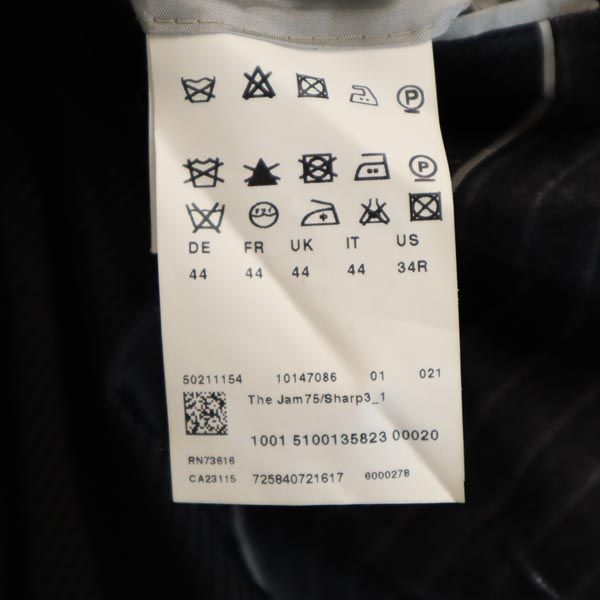 P
P
DE FR UK IT US
44 44 44 44 34R
50211154 10147086 01 021
The Jam75/Sharp3_1
1001 5100135823 00020
RN73616
CA23115 725840721617 6000278